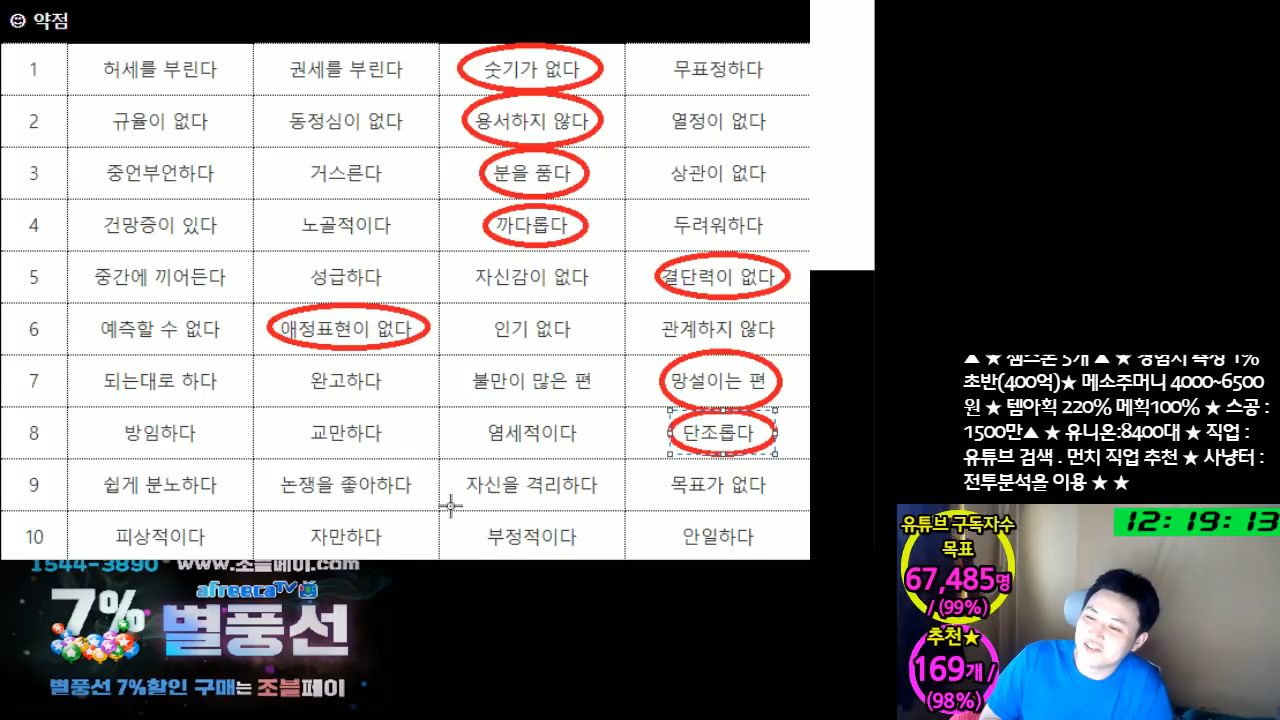 약점
1 허세를 부린다 권세를 부린다 숫기가 없다 무표정하다
2 규율이 없다 동정심이 없다 용서하지 않다 열정이 없다
3 중언부언하다 거스른다 분을 품다 상관이 없다
4 건망증이 있다 노골적이다 까다롭다 두려워하다
5 중간에 끼어든다 성급하다 자신감이 없다 결단력이 없다
6 예측할 수 없다 애정표현이 없다 인기 없다 관계하지 않다
7 되는대로 하다 완고하다 불만이 많은 편 망설이는 편
8 방임하다 교만하다 염세적이다 단조롭다
9 쉽게 분노하다 논쟁을 좋아하다 자신을 격리하다 목표가 없다
10 피상적이다 자만하다 부정적이다 안일하다
▲ ★ 젬스톤 5개 ▲ ★ 경험치 측정 1%
초반(400억)★ 메소주머니 4000~6500
원 ★ 템아획 220% 메획100% ★ 스공 :
1500만▲ ★ 유니온:8400대 ★ 직업 :
유튜브 검색 . 먼치 직업 추천 ★ 사냥터 :
전투분석을 이용 ★ ★
12:19:13
유튜브 구독자수
목표
67,485명
/ (99%)
추천★
169개 /
(98%)
1544-3890 www.조블페이.com
afreecaTV
7% 별풍선
별풍선 7%할인 구매는 조블페이